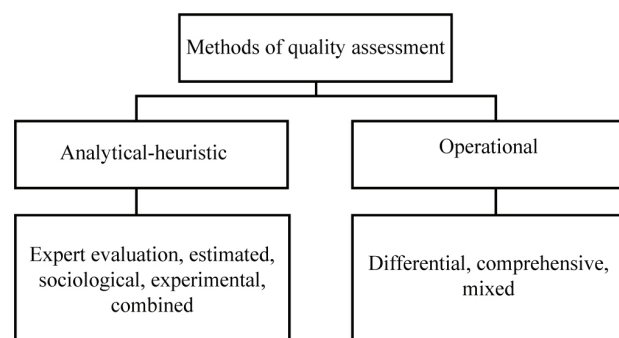 Methods of quality assessment
Analytical-heuristic
Operational
Expert evaluation, estimated,
sociological, experimental,
combined
Differential, comprehensive,
mixed